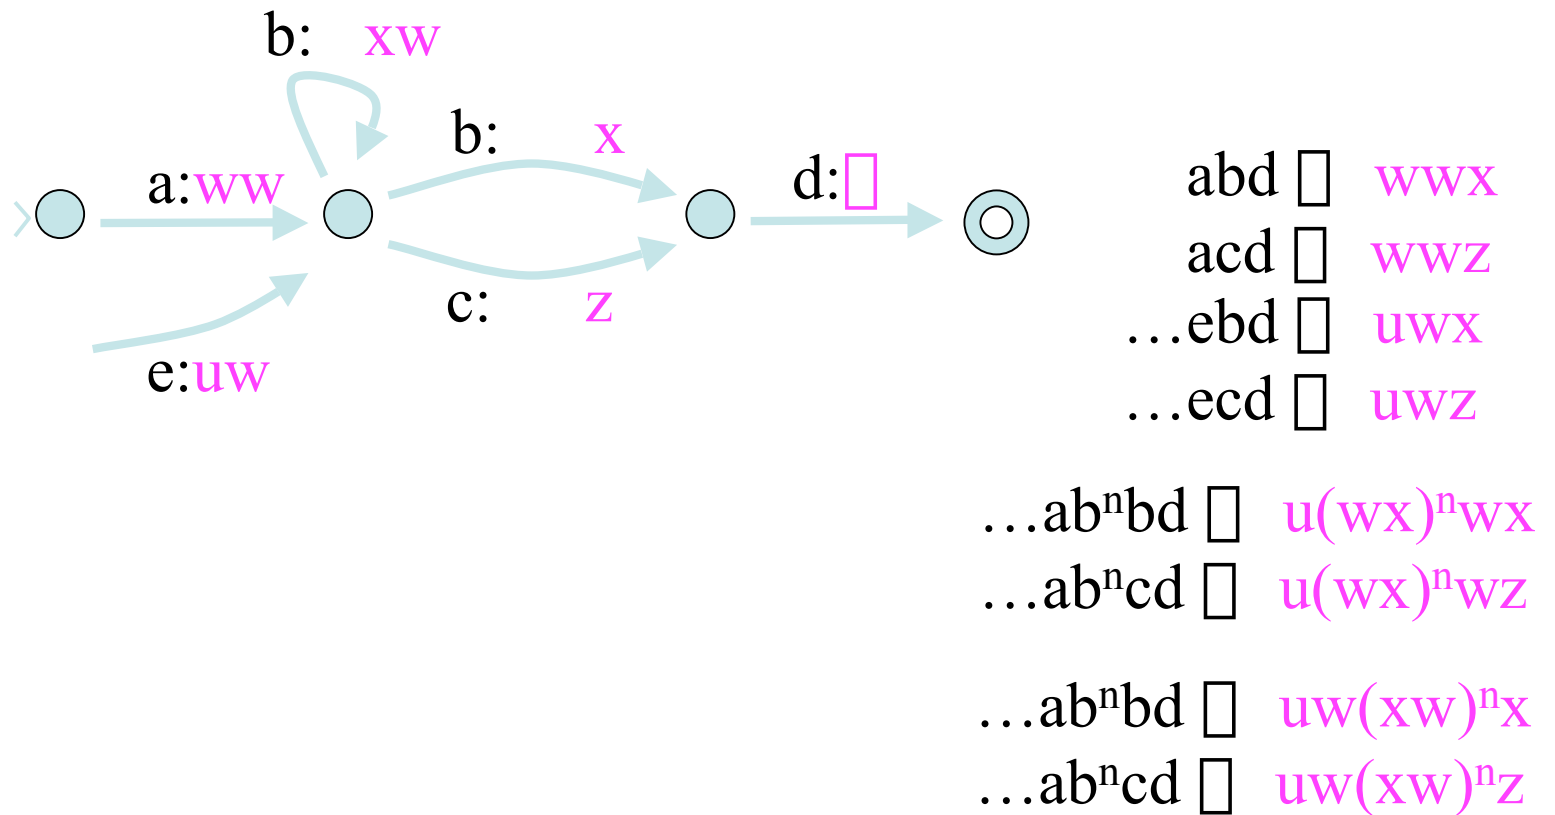 b: xw
b: x
a:ww
d:▯
c: z
e:uw
abd ▯ wwx
acd ▯ wwz
…ebd ▯ uwx
…ecd ▯ uwz
…abⁿbd ▯ u(wx)ⁿwx
…abⁿcd ▯ u(wx)ⁿwz
…abⁿbd ▯ uw(xw)ⁿx
…abⁿcd ▯ uw(xw)ⁿz